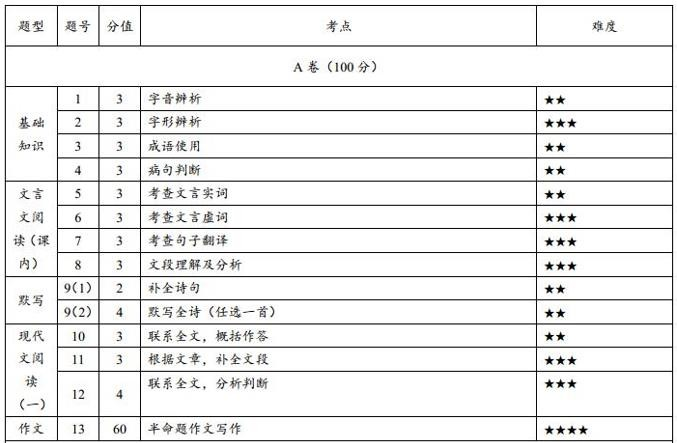 题型 题号 分值 考点 难度
A 卷（100 分）
基础知识
1 3 字音辨析 ★★
2 3 字形辨析 ★★★
3 3 成语使用 ★★
4 3 病句判断 ★★
文言文阅读（课内）
5 3 考查文言实词 ★★
6 3 考查文言虚词 ★★★
7 3 考查句子翻译 ★★★
8 3 文段理解及分析 ★★★
默写
9(1) 2 补全诗句 ★★
9(2) 4 默写全诗（任选一首） ★★
现代文阅读（一）
10 3 联系全文，概括作答 ★★
11 3 根据文章，补全文段 ★★★
12 4 联系全文，分析判断 ★★★
作文 13 60 半命题作文写作 ★★★★